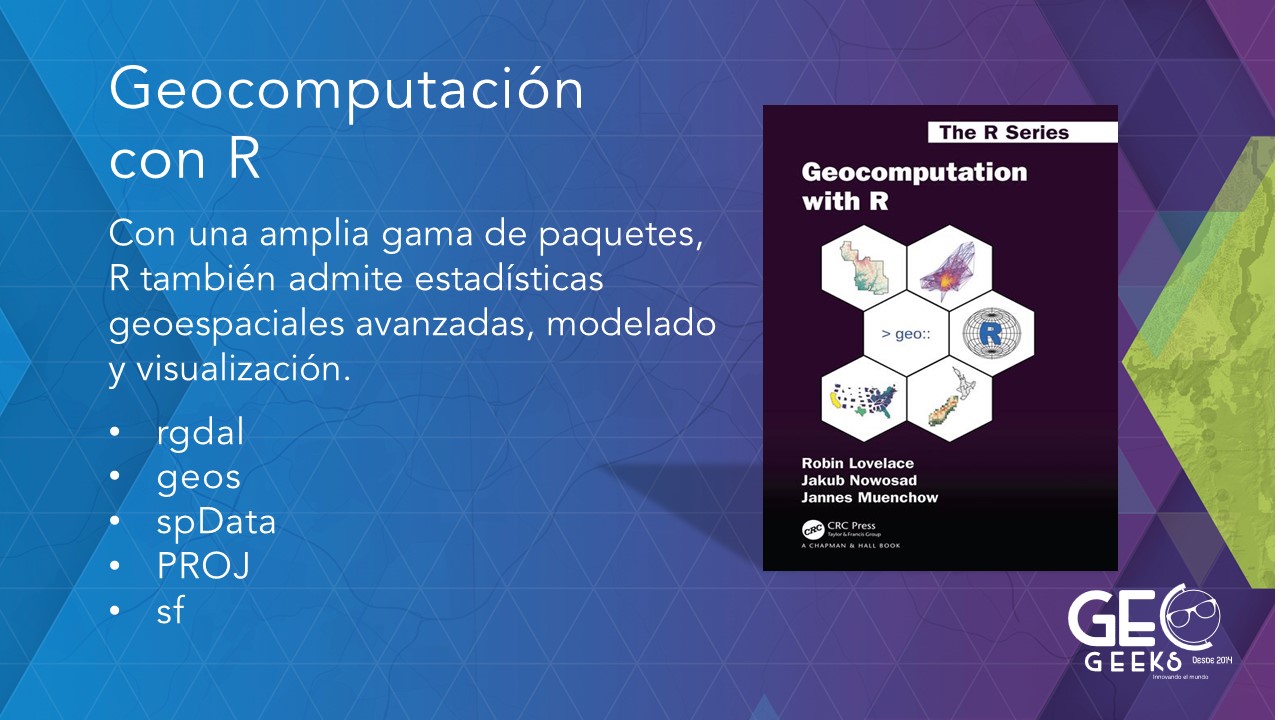 Geocomputación
con R
Con una amplia gama de paquetes,
R también admite estadísticas
geoespaciales avanzadas, modelado
y visualización.
• rgdal
• geos
• spData
• PROJ
• sf
The R Series
Geocomputation
with R
> geo::
R
Robin Lovelace
Jakub Nowosad
Jannes Muenchow
CRC
CRC Press
Taylor & Francis Group
A CHAPMAN & HALL BOOK
GEO
GEEKS Desde 2014
Innovando el mundo